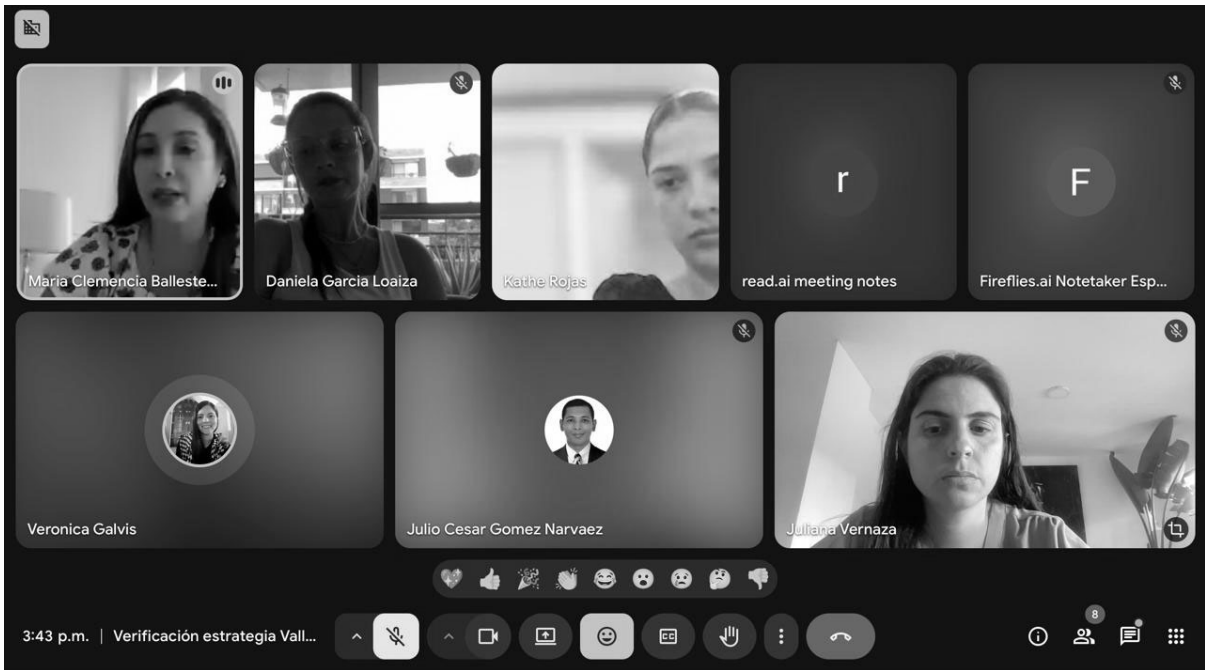 Maria Clemencia Balleste...
Daniela Garcia Loaiza
Kathe Rojas
r
read.ai meeting notes
F
Fireflies.ai Notetaker Esp...
Veronica Galvis
Julio Cesar Gomez Narvaez
Juliana Vernaza
3:43 p.m. | Verificación estrategia Vall...
CC
8